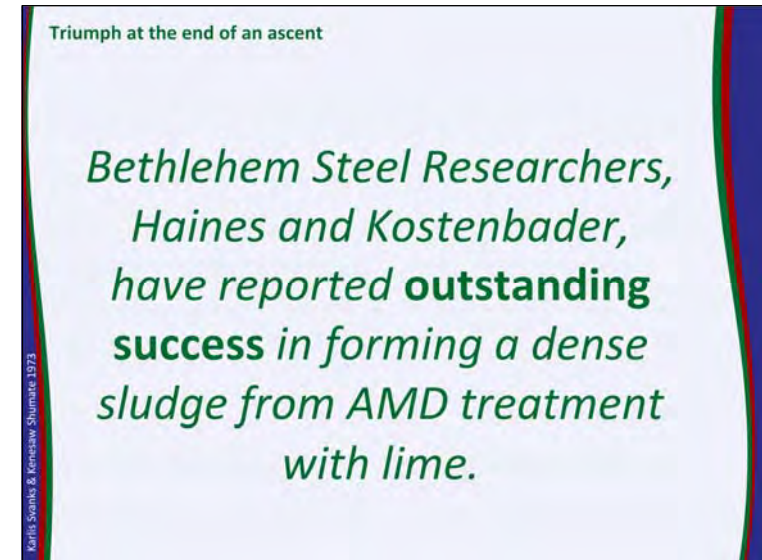 Triumph at the end of an ascent
Bethlehem Steel Researchers,
Haines and Kostenbader,
have reported outstanding
success in forming a dense
sludge from AMD treatment
with lime.
Karlis Svanks & Kenesaw Shumate 1973